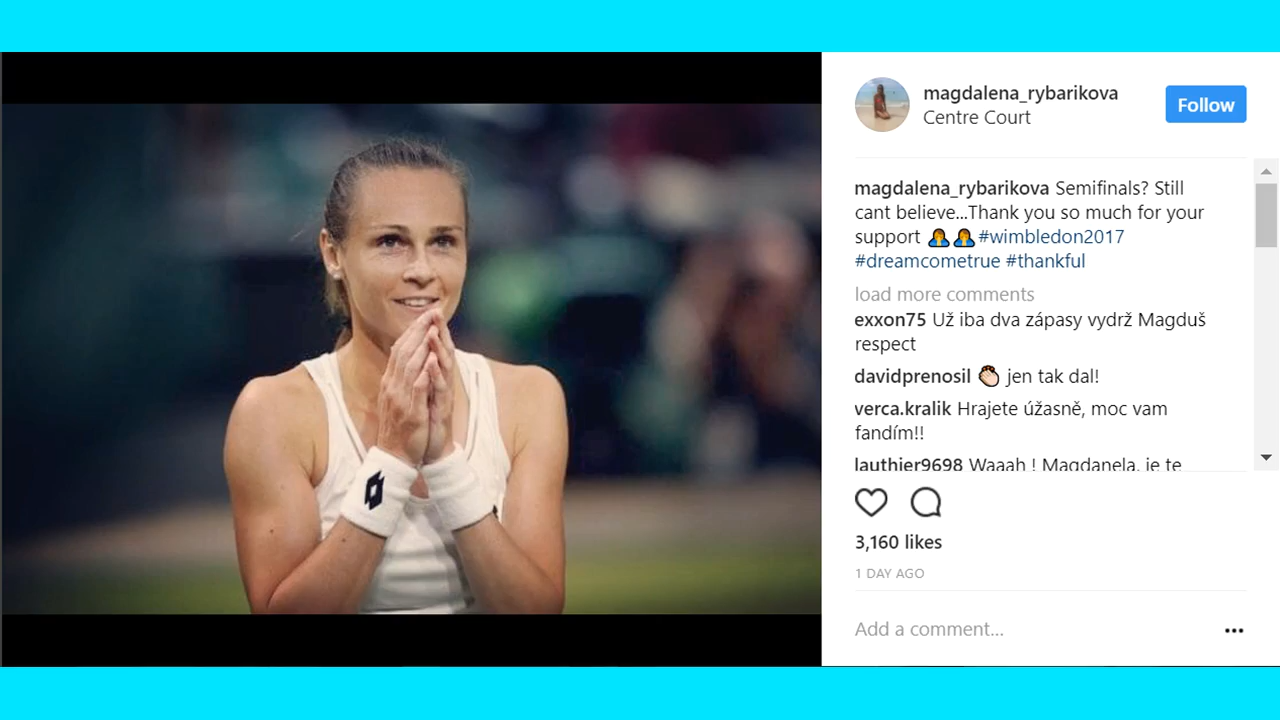 magdalena_rybarikova
Centre Court
Follow
magdalena_rybarikova Semifinals? Still
cant believe...Thank you so much for your
support 🤦‍♀️🤦‍♀️#wimbledon2017
#dreamcometrue #thankful
load more comments
exxon75 Už iba dva zápasy vydrž Magduš
respect
davidprenosil 👏 jen tak dal!
verca.kralik Hrajete úžasně, moc vam
fandím!!
lauthier9698 Waaah ! Magdanela, je te
3,160 likes
1 DAY AGO
Add a comment...